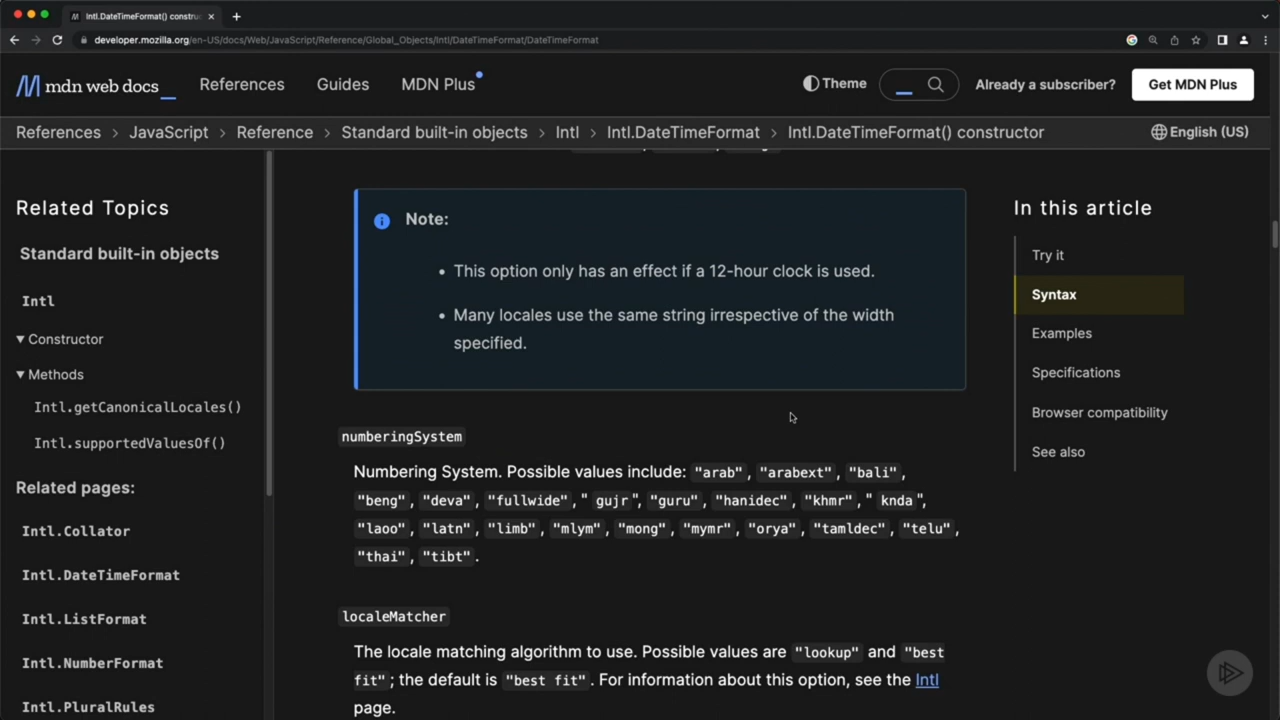 Intl.DateTimeFormat() constru
developer.mozilla.org/en-US/docs/Web/JavaScript/Reference/Global_Objects/Intl/DateTimeFormat/DateTimeFormat
mdn web docs_
References
Guides
MDN Plus
Theme
Already a subscriber?
Get MDN Plus
References > JavaScript > Reference > Standard built-in objects > Intl > Intl.DateTimeFormat > Intl.DateTimeFormat() constructor
English (US)
Related Topics
Standard built-in objects
Intl
Constructor
Methods
Intl.getCanonicalLocales()
Intl.supportedValuesOf()
Related pages:
Intl.Collator
Intl.DateTimeFormat
Intl.ListFormat
Intl.NumberFormat
Intl.PluralRules
Note:
• This option only has an effect if a 12-hour clock is used.
• Many locales use the same string irrespective of the width
specified.
numberingSystem
Numbering System. Possible values include: "arab", "arabext", "bali",
"beng", "deva", "fullwide", " gujr ", "guru", "hanidec", "khmr", " knda ",
"laoo", "latn", "limb", "mlym", "mong", "mymr", "orya", "tamldec", "telu",
"thai", "tibt".
localeMatcher
The locale matching algorithm to use. Possible values are "lookup" and "best
fit"; the default is "best fit". For information about this option, see the Intl
page.
In this article
Try it
Syntax
Examples
Specifications
Browser compatibility
See also